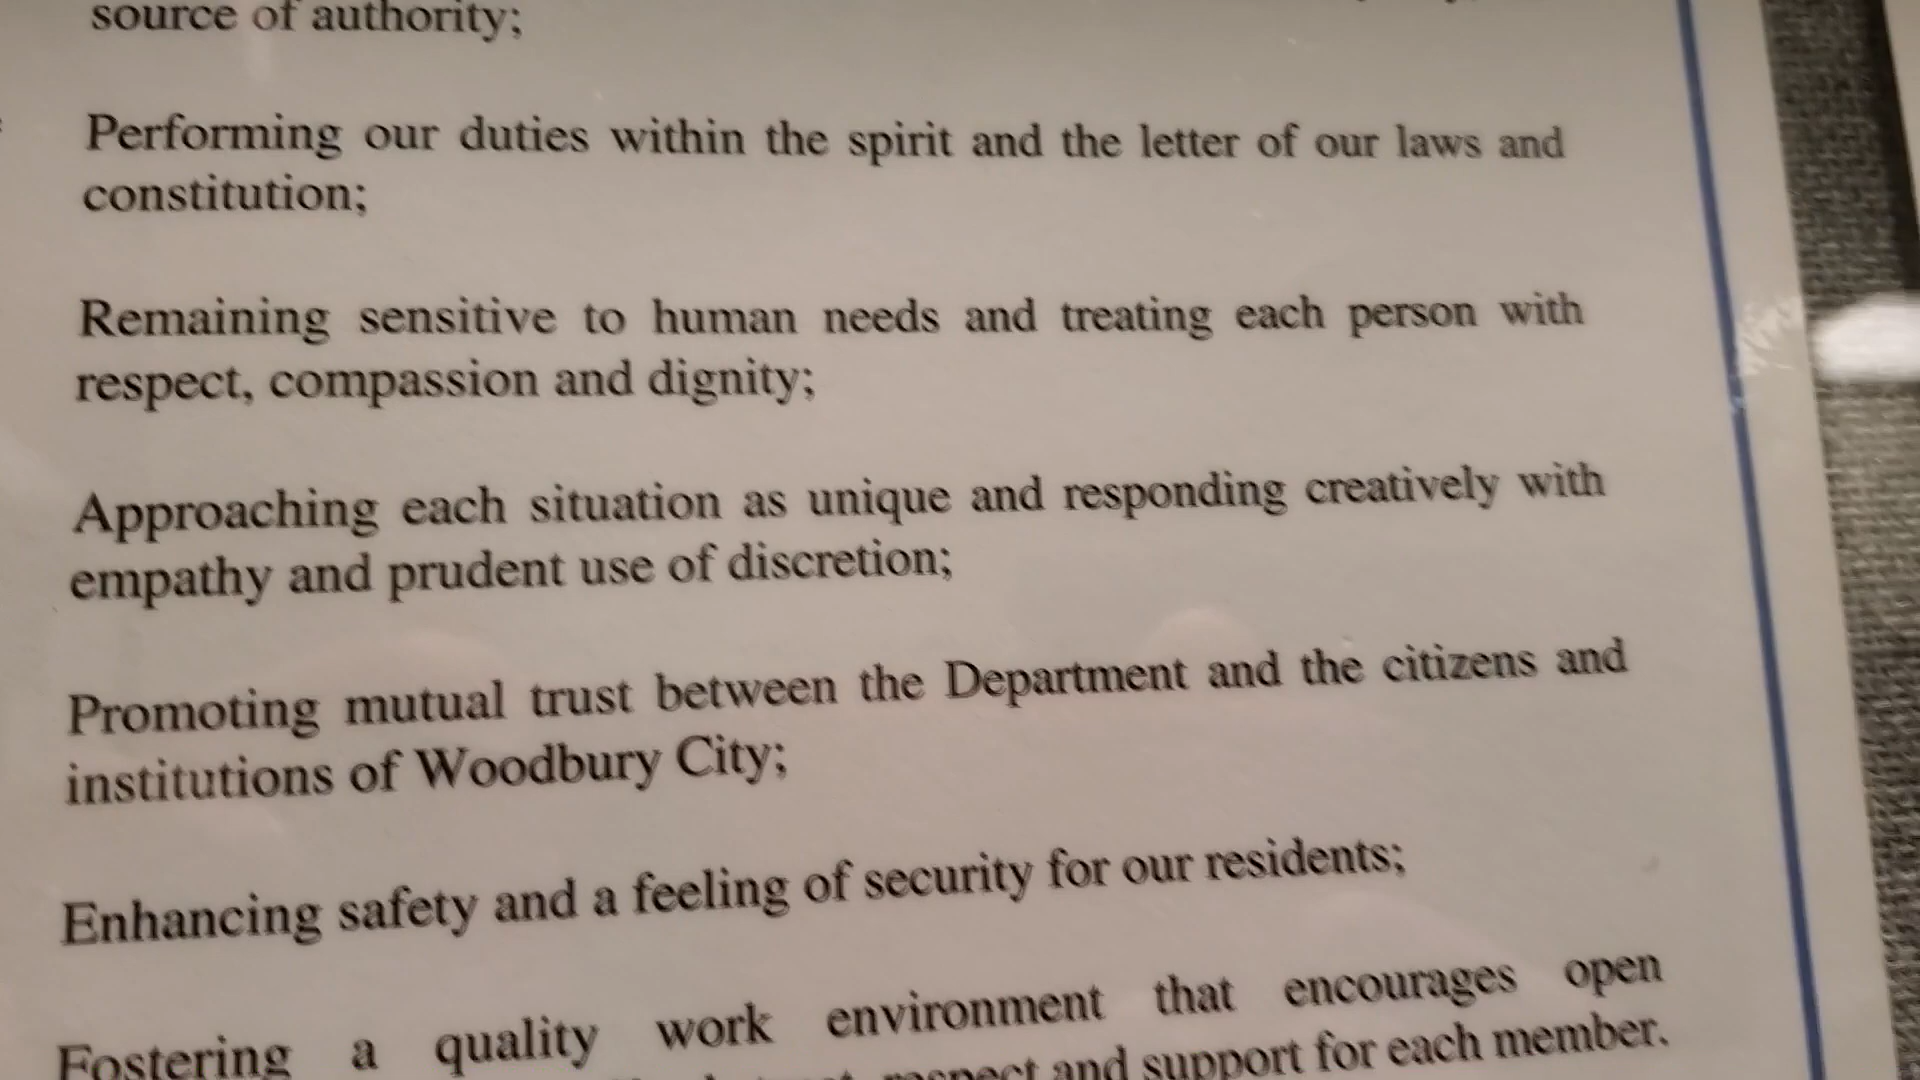 source of authority;
Performing our duties within the spirit and the letter of our laws and
constitution;
Remaining sensitive to human needs and treating each person with
respect, compassion and dignity;
Approaching each situation as unique and responding creatively with
empathy and prudent use of discretion;
Promoting mutual trust between the Department and the citizens and
institutions of Woodbury City;
Enhancing safety and a feeling of security for our residents;
Fostering a quality work environment that encourages open
respect and support for each member.